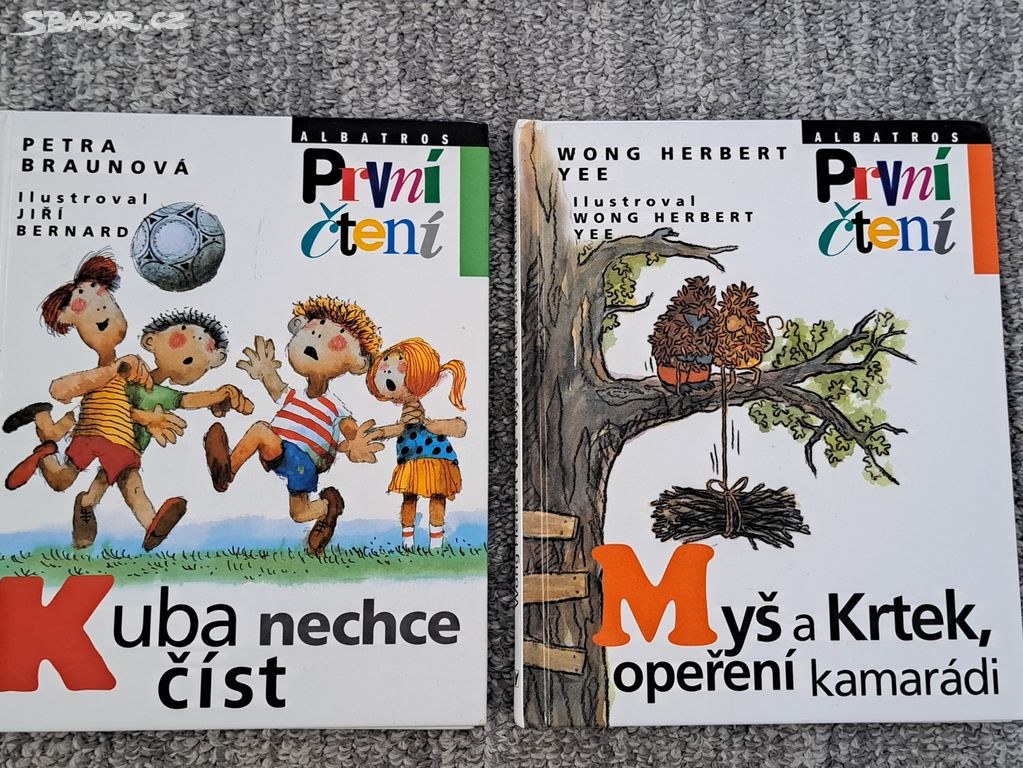 SBAZAR.CZ
PETRA
BRAUNOVÁ
Ilustroval
JIŘÍ
BERNARD
ALBATROS
První
čtení
Kuba nechce
číst
WONG HERBERT
YEE
Ilustroval
WONG HERBERT
YEE
ALBATROS
První
čtení
Myš a Krtek,
opeření kamarádi